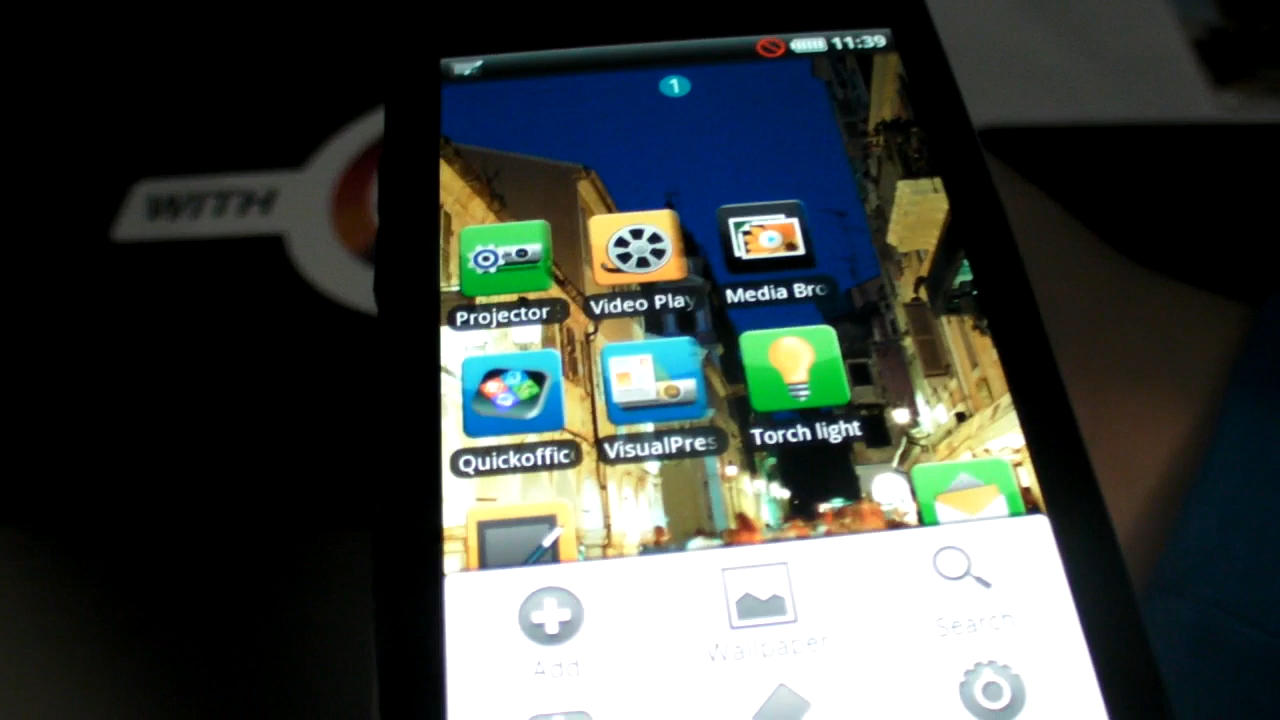 11:39
1
WITH
Projector
Video Play
Media Bro
Quickoffic
VisualPres
Torch light
Add
Wallpaper
Search